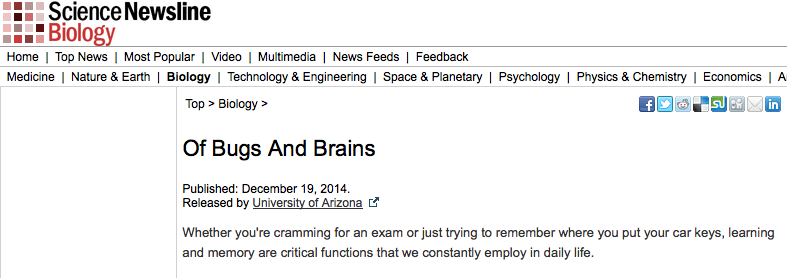 Science Newsline
Biology
Home | Top News | Most Popular | Video | Multimedia | News Feeds | Feedback
Medicine | Nature & Earth | Biology | Technology & Engineering | Space & Planetary | Psychology | Physics & Chemistry | Economics | A
Top > Biology >
Of Bugs And Brains
Published: December 19, 2014.
Released by University of Arizona
Whether you're cramming for an exam or just trying to remember where you put your car keys, learning
and memory are critical functions that we constantly employ in daily life.